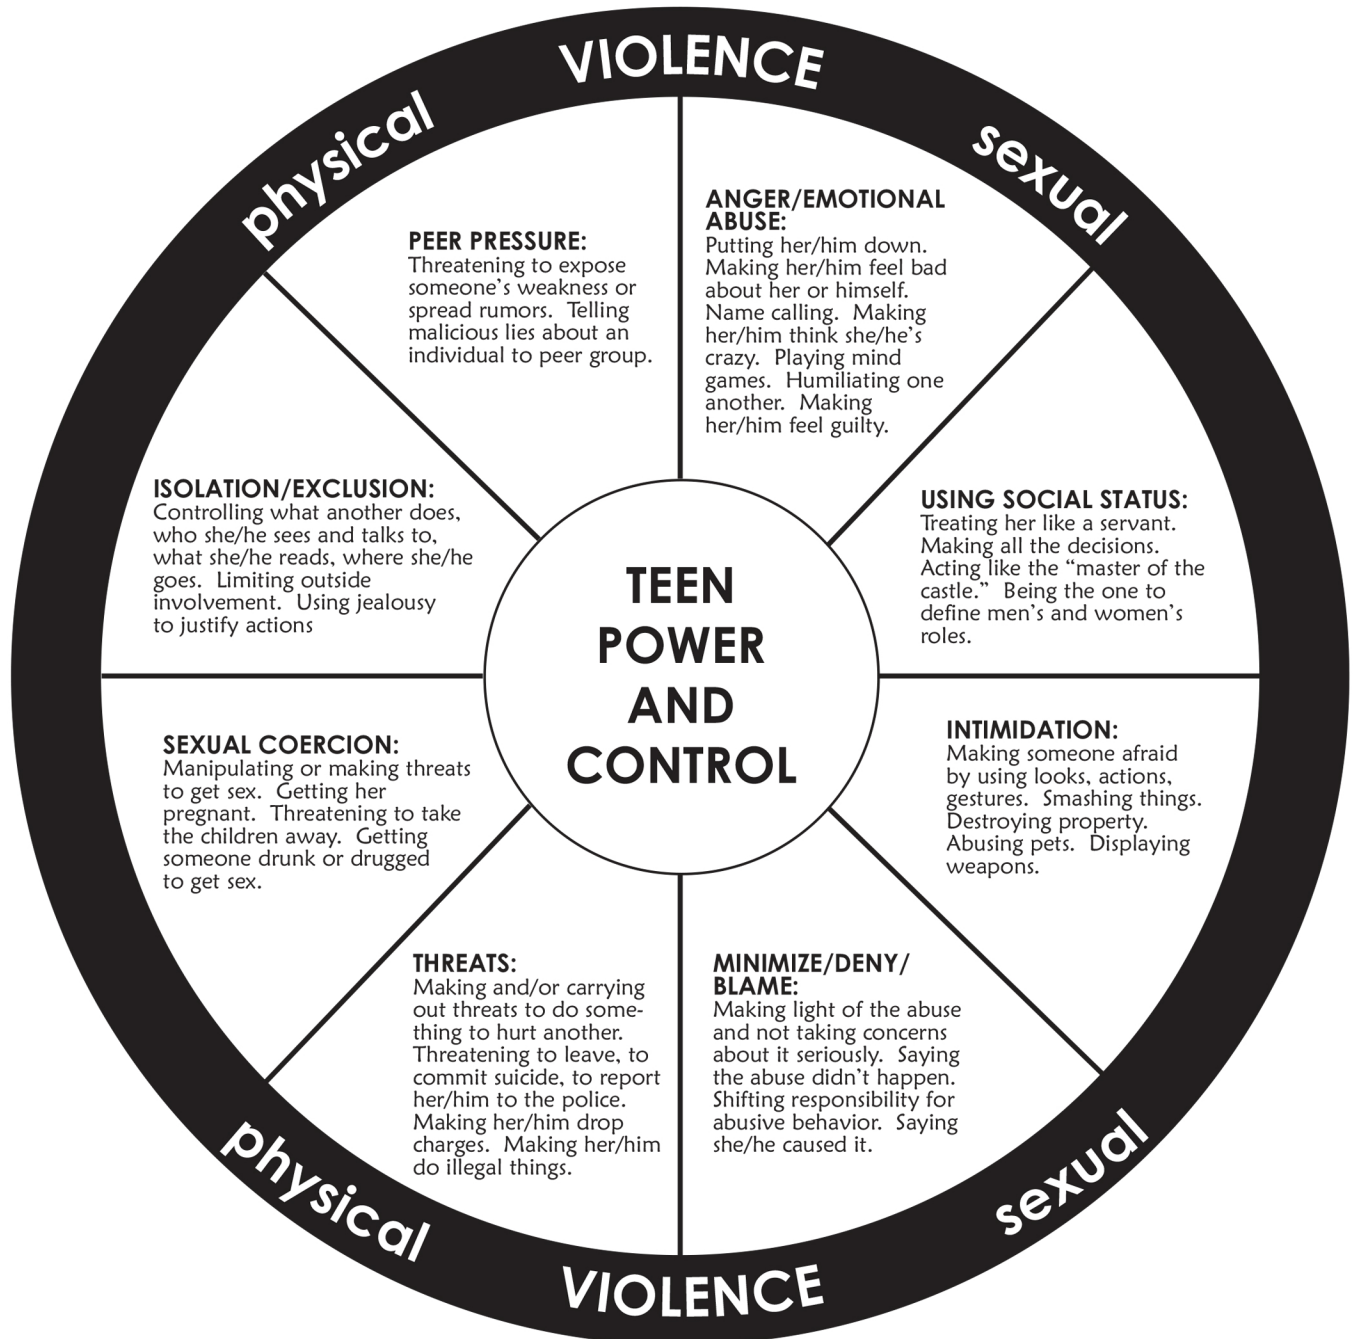 VIOLENCE
physical
sexual
PEER PRESSURE:
Threatening to expose
someone's weakness or
spread rumors. Telling
malicious lies about an
individual to peer group.
ANGER/EMOTIONAL
ABUSE:
Putting her/him down.
Making her/him feel bad
about her or himself.
Name calling. Making
her/him think she/he's
crazy. Playing mind
games. Humiliating one
another. Making
her/him feel guilty.
ISOLATION/EXCLUSION:
Controlling what another does,
who she/he sees and talks to,
what she/he reads, where she/he
goes. Limiting outside
involvement. Using jealousy
to justify actions
USING SOCIAL STATUS:
Treating her like a servant.
Making all the decisions.
Acting like the “master of the
castle.” Being the one to
define men's and women's
roles.
TEEN
POWER
AND
CONTROL
SEXUAL COERCION:
Manipulating or making threats
to get sex. Getting her
pregnant. Threatening to take
the children away. Getting
someone drunk or drugged
to get sex.
INTIMIDATION:
Making someone afraid
by using looks, actions,
gestures. Smashing things.
Destroying property.
Abusing pets. Displaying
weapons.
THREATS:
Making and/or carrying
out threats to do some-
thing to hurt another.
Threatening to leave, to
commit suicide, to report
her/him to the police.
Making her/him drop
charges. Making her/him
do illegal things.
MINIMIZE/DENY/
BLAME:
Making light of the abuse
and not taking concerns
about it seriously. Saying
the abuse didn't happen.
Shifting responsibility for
abusive behavior. Saying
she/he caused it.
physical
sexual
VIOLENCE